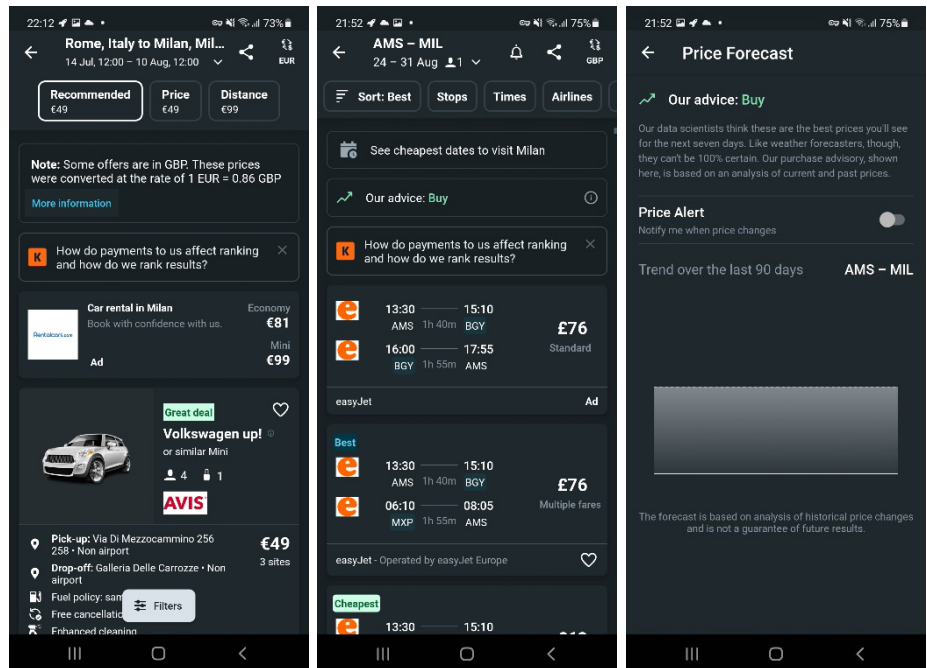 22:12
73%
Rome, Italy to Milan, Mil...
14 Jul, 12:00 – 10 Aug, 12:00
EUR
Recommended
€49
Price
€49
Distance
€99
Note: Some offers are in GBP. These prices
were converted at the rate of 1 EUR = 0.86 GBP
More information
K
How do payments to us affect ranking
and how do we rank results?
Rentalcars.com
Car rental in Milan
Book with confidence with us.
Ad
Economy
€81
Mini
€99
Great deal
Volkswagen up!
or similar Mini
4
1
AVIS
Pick-up: Via Di Mezzocammino 256
258 • Non airport
Drop-off: Galleria Delle Carrozze • Non
airport
€49
3 sites
Fuel policy:
Free
Enhanced cleaning
Filters
21:52
75%
AMS – MIL
24 – 31 Aug
1
GBP
Sort: Best
Stops
Times
Airlines
See cheapest dates to visit Milan
Our advice: Buy
K
How do payments to us affect ranking
and how do we rank results?
e
13:30
15:10
AMS
1h 40m
BGY
e
16:00
17:55
BGY
1h 55m
AMS
£76
Standard
easyJet
Ad
Best
e
13:30
15:10
AMS
1h 40m
BGY
e
06:10
08:05
MXP
1h 55m
AMS
£76
Multiple fares
easyJet - Operated by easyJet Europe
Cheapest
e
13:30
15:10
21:52
75%
Price Forecast
Our advice: Buy
Our data scientists think these are the best prices you'll see
for the next seven days. Like weather forecasters, though,
they can't be 100% certain. Our purchase advisory, shown
here, is based on an analysis of current and past prices.
Price Alert
Notify me when price changes
Trend over the last 90 days
AMS – MIL
The forecast is based on analysis of historical price changes
and is not a guarantee of future results.